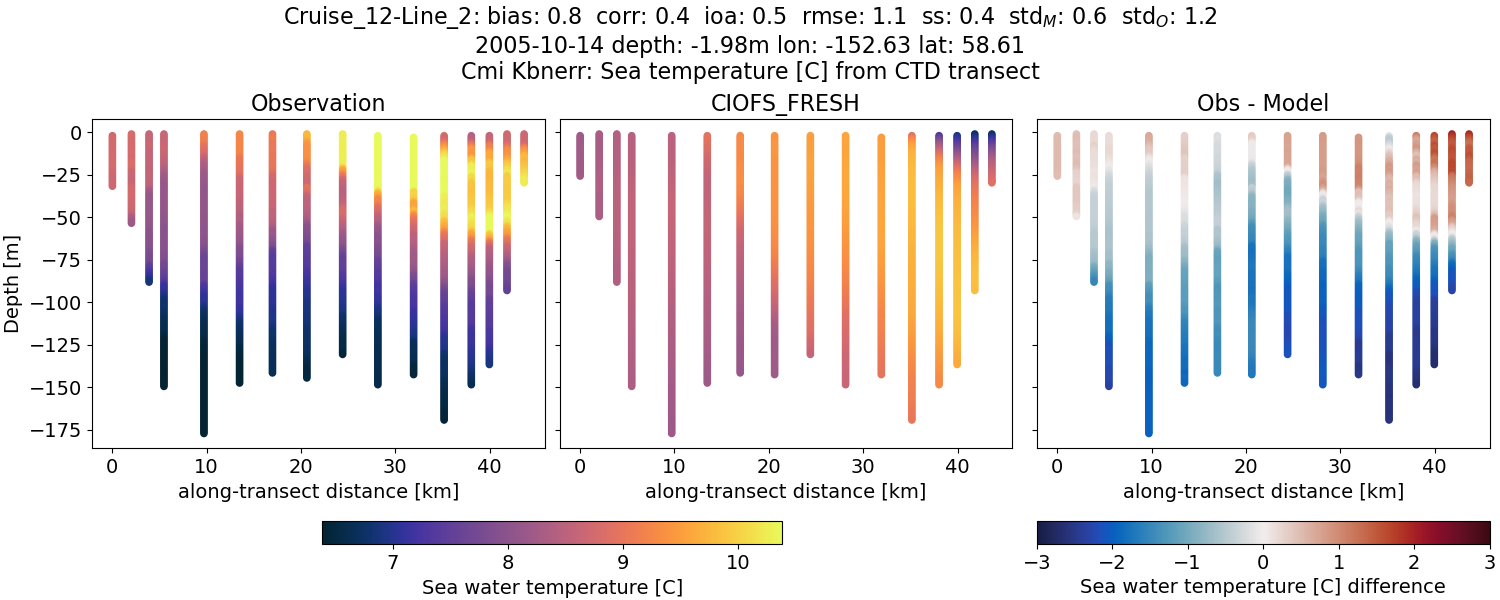 Cruise_12-Line_2: bias: 0.8 corr: 0.4 ioa: 0.5 rmse: 1.1 ss: 0.4 std_M: 0.6 std_O: 1.2
2005-10-14 depth: -1.98m lon: -152.63 lat: 58.61
Cmi Kbnerr: Sea temperature [C] from CTD transect
Observation
CIOFS_FRESH
Obs - Model
Depth [m]
0
−25
−50
−75
−100
−125
−150
−175
0 10 20 30 40
0 10 20 30 40
0 10 20 30 40
along-transect distance [km]
along-transect distance [km]
along-transect distance [km]
7 8 9 10
Sea water temperature [C]
−3 −2 −1 0 1 2 3
Sea water temperature [C] difference